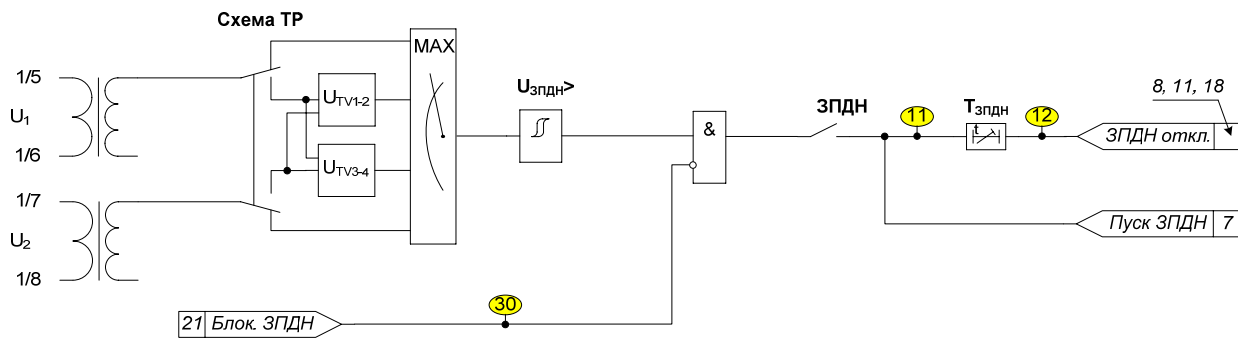 Схема ТР
MAX
1/5
U1
1/6
UTV1-2
UTV3-4
1/7
U2
1/8
Uзпдн>
&
ЗПДН
11
Tзпдн
t
12
8, 11, 18
ЗПДН откл.
Пуск ЗПДН 7
30
21 Блок. ЗПДН